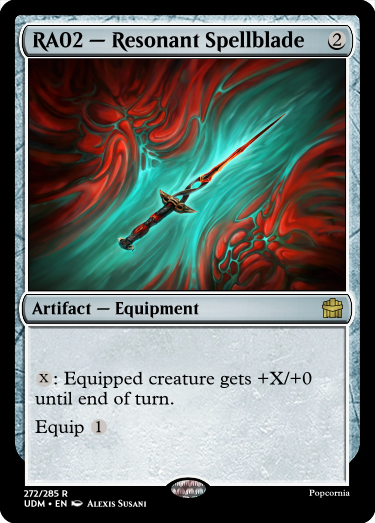 RA02 — Resonant Spellblade 2
Artifact — Equipment
X: Equipped creature gets +X/+0
until end of turn.
Equip 1
272/285 R
Popcornia
UDM • EN Alexis Susani